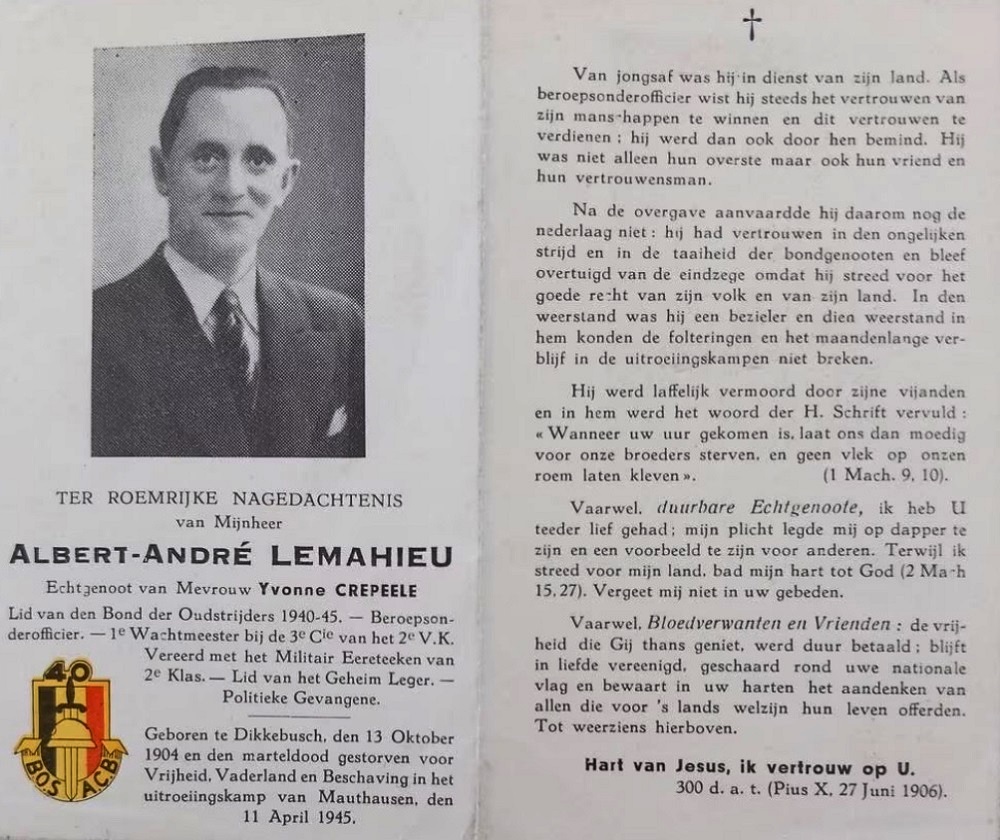 TER ROEMRIJKE NAGEDACHTENIS
van Mijnheer
ALBERT-ANDRÉ LEMAHIEU
Echtgenoot van Mevrouw Yvonne CREPEELE
Lid van den Bond der Oudstrijders 1940-45. — Beroepson-
derofficier. — 1e Wachtmeester bij de 3e Cie van het 2e V.K.
Vereerd met het Militair Eereteeken van
2e Klas. — Lid van het Geheim Leger. —
Politieke Gevangene.
40
BOS
A.C.B
Geboren te Dikkebusch, den 13 Oktober
1904 en den marteldood gestorven voor
Vrijheid, Vaderland en Beschaving in het
uitroeiingskamp van Mauthausen, den
11 April 1945.
Van jongsaf was hij in dienst van zijn land. Als
beroepsonderofficier wist hij steeds het vertrouwen van
zijn manschappen te winnen en dit vertrouwen te
verdienen ; hij werd dan ook door hen bemind. Hij
was niet alleen hun overste maar ook hun vriend en
hun vertrouwensman.
Na de overgave aanvaardde hij daarom nog de
nederlaag niet : hij had vertrouwen in den ongelijken
strijd en in de taaiheid der bondgenooten en bleef
overtuigd van de eindzege omdat hij streed voor het
goede recht van zijn volk en van zijn land. In den
weerstand was hij een bezieler en dien weerstand in
hem konden de folteringen en het maandenlange ver-
blijf in de uitroeiingskampen niet breken.
Hij werd laffelijk vermoord door zijne vijanden
en in hem werd het woord der H. Schrift vervuld :
« Wanneer uw uur gekomen is, laat ons dan moedig
voor onze broeders sterven, en geen vlek op onzen
roem laten kleven ». (1 Mach. 9, 10).
Vaarwel, duurbare Echtgenoote, ik heb U
teeder lief gehad ; mijn plicht legde mij op dapper te
zijn en een voorbeeld te zijn voor anderen. Terwijl ik
streed voor mijn land, bad mijn hart tot God (2 Mach
15,27). Vergeet mij niet in uw gebeden.
Vaarwel, Bloedverwanten en Vrienden : de vrij-
heid die Gij thans geniet, werd duur betaald ; blijft
in liefde vereenigd, geschaard rond uwe nationale
vlag en bewaart in uw harten het aandenken van
allen die voor 's lands welzijn hun leven offerden.
Tot weerziens hierboven.
Hart van Jesus, ik vertrouw op U.
300 d. a. t. (Pius X, 27 Juni 1906).